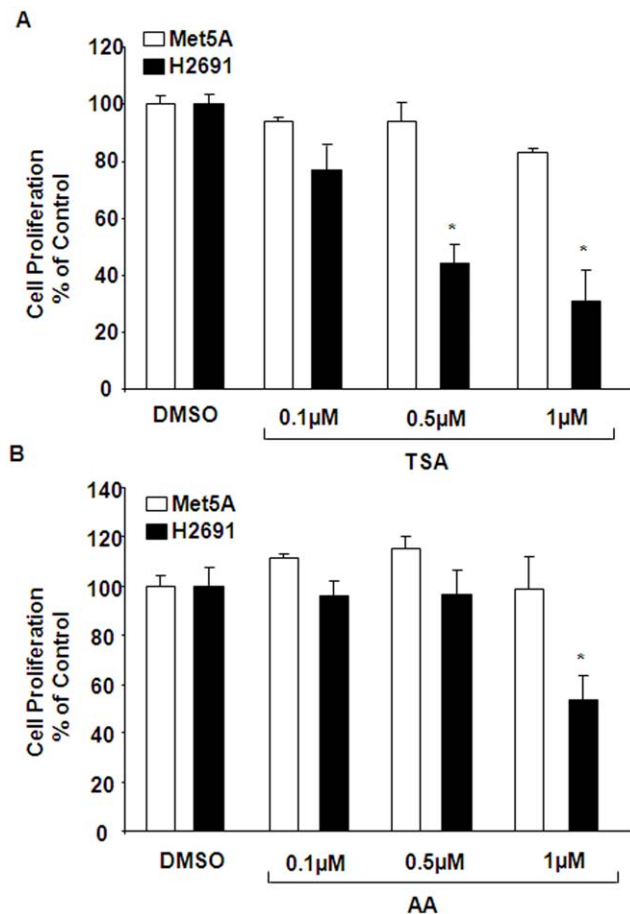 A
Met5A
H2691
120
100
80
60
40
20
0
Cell Proliferation
% of Control
*
*
DMSO 0.1µM 0.5µM 1µM
TSA
B
Met5A
H2691
140
120
100
80
60
40
20
0
Cell Proliferation
% of Control
*
DMSO 0.1µM 0.5µM 1µM
AA